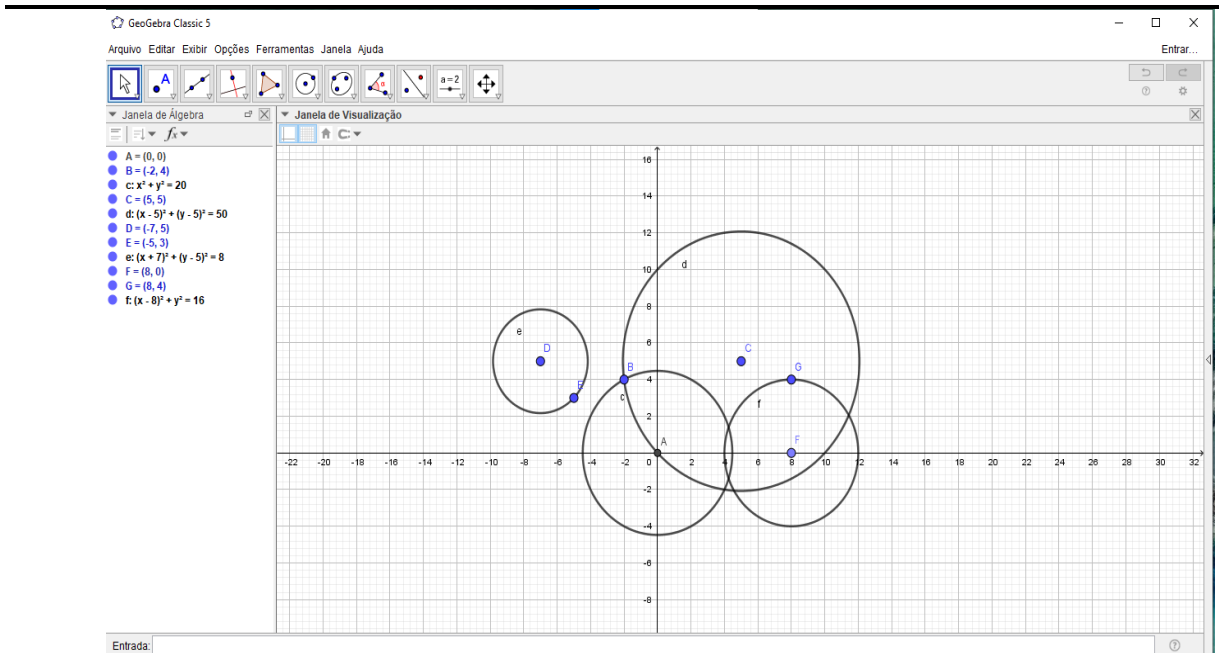 GeoGebra Classic 5
Arquivo Editar Exibir Opções Ferramentas Janela Ajuda
Entrar...
A
a=2
Janela de Álgebra
Janela de Visualização
fx
A = (0, 0)
B = (-2, 4)
c: x² + y² = 20
C = (5, 5)
d: (x - 5)² + (y - 5)² = 50
D = (-7, 5)
E = (-5, 3)
e: (x + 7)² + (y - 5)² = 8
F = (8, 0)
G = (8, 4)
f: (x - 8)² + y² = 16
16
14
12
10
d
8
e
6
D
C
E
B
4
G
c
f
2
A
F
-22 -20 -18 -16 -14 -12 -10 -8 -6 -4 -2 0 2 4 6 8 10 12 14 16 18 20 22 24 26 28 30 32
-2
-4
-6
-8
Entrada: